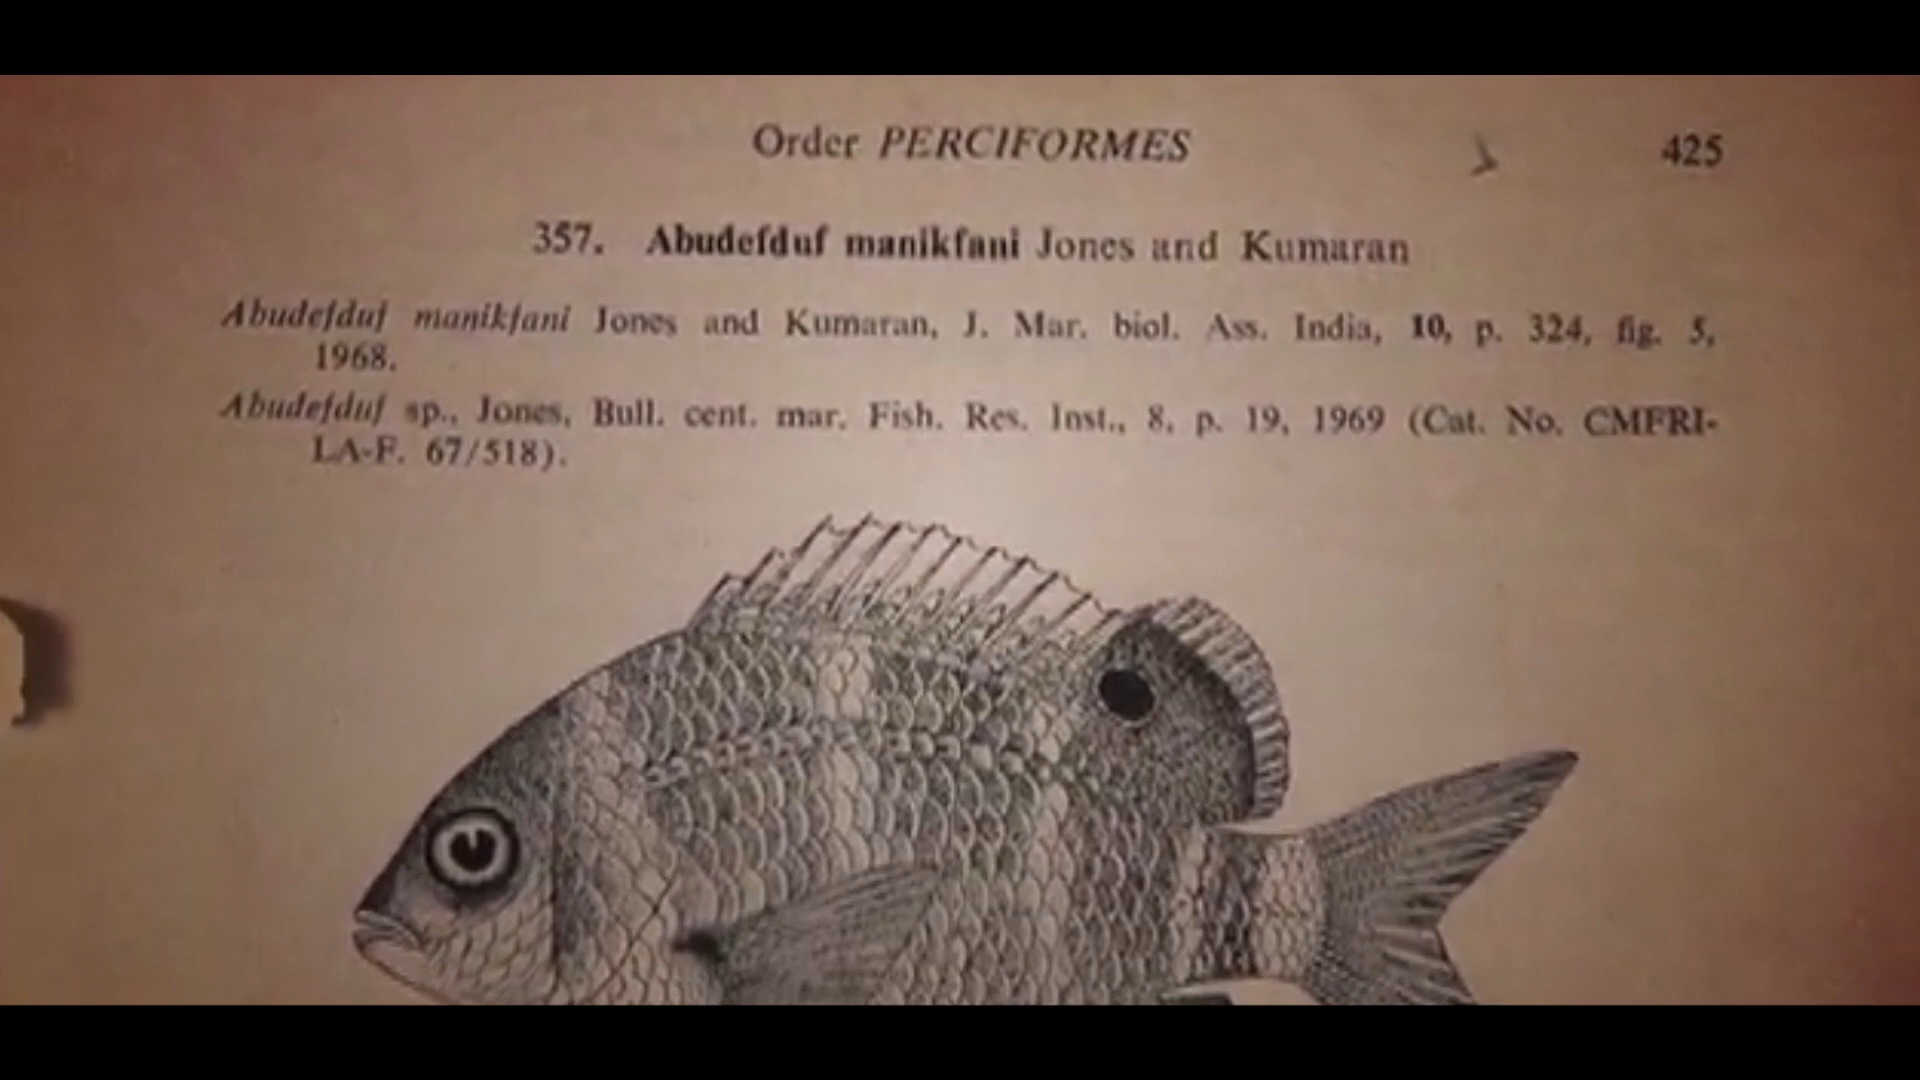 Order PERCIFORMES 425
357. Abudefduf manikfani Jones and Kumaran
Abudefduf manikfani Jones and Kumaran, J. Mar. biol. Ass. India, 10, p. 324, fig. 5,
1968.
Abudefduf sp., Jones, Bull. cent. mar. Fish. Res. Inst., 8, p. 19, 1969 (Cat. No. CMFRI-
LA-F. 67/518).